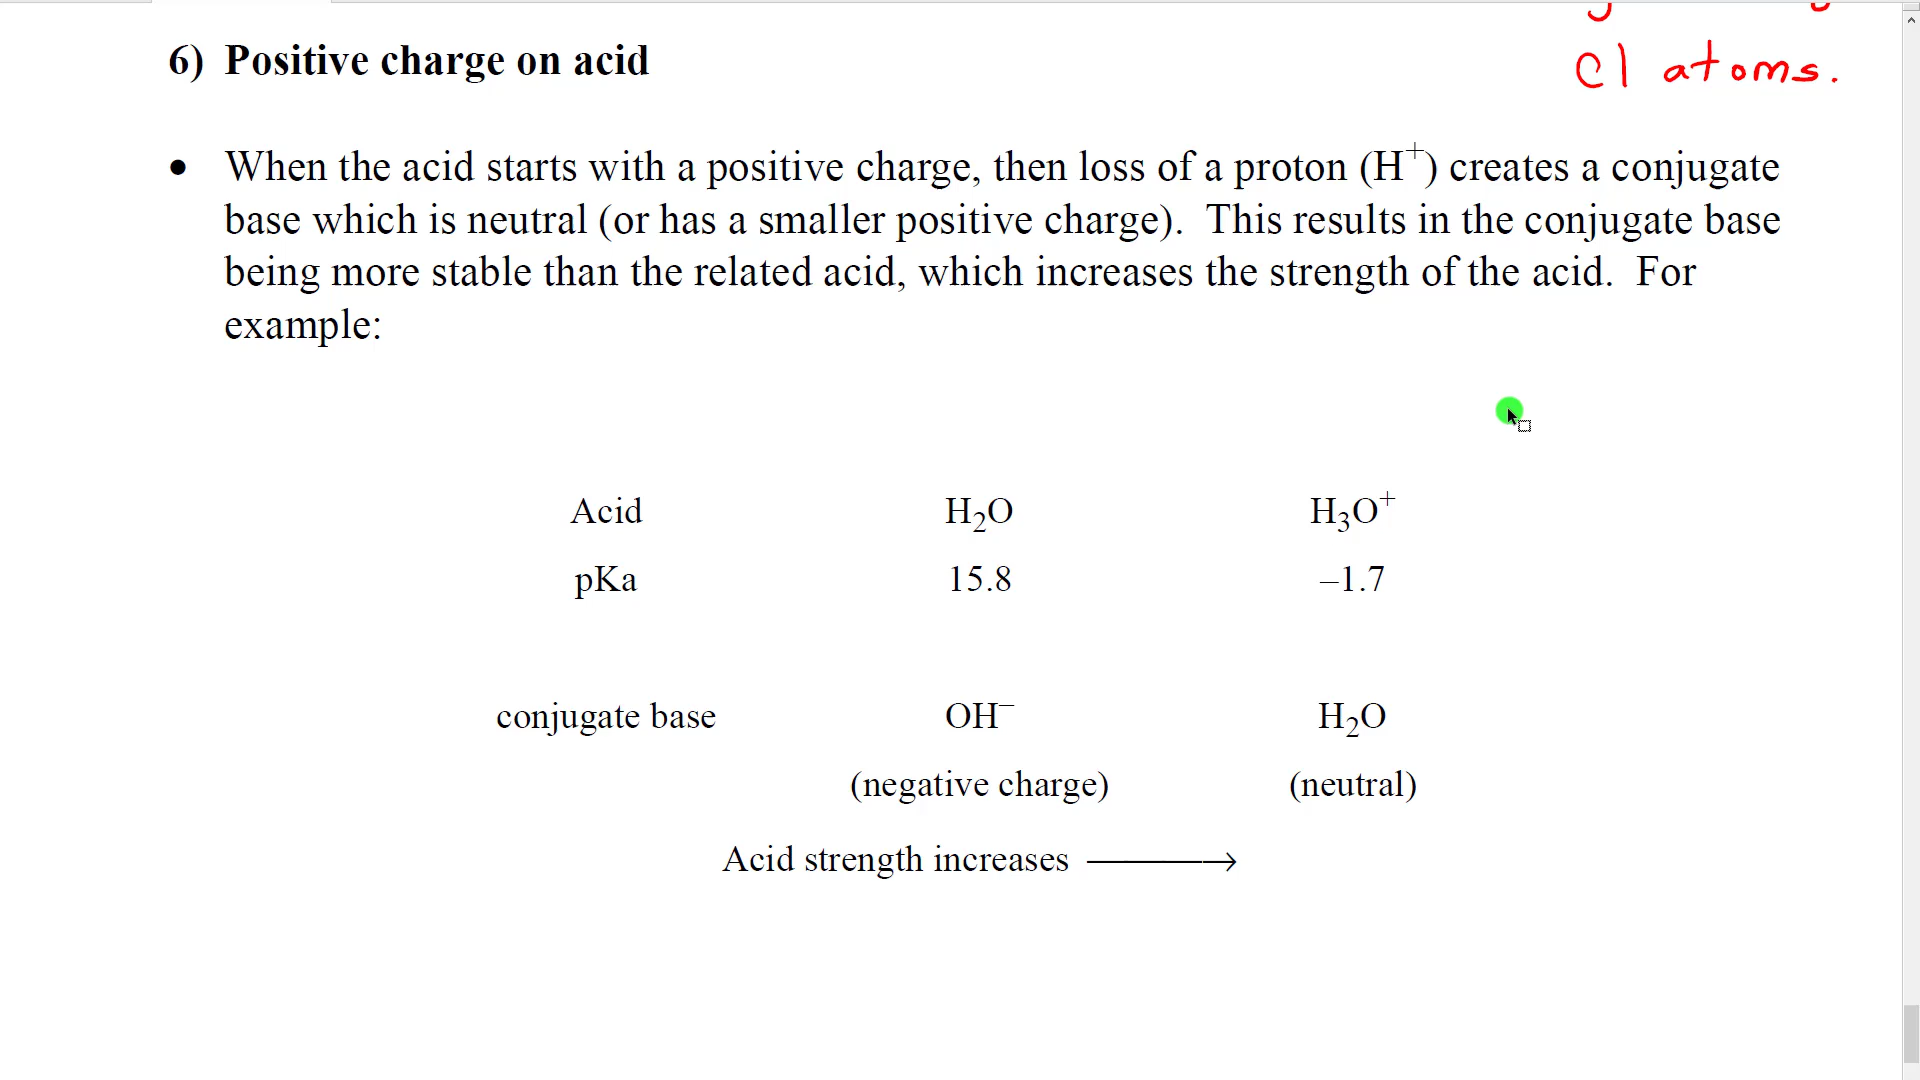 6) Positive charge on acid
Cl atoms.
• When the acid starts with a positive charge, then loss of a proton (H⁺) creates a conjugate
base which is neutral (or has a smaller positive charge). This results in the conjugate base
being more stable than the related acid, which increases the strength of the acid. For
example:
Acid H₂O H₃O⁺
pKa 15.8 –1.7
conjugate base OH⁻ H₂O
(negative charge) (neutral)
Acid strength increases ⟶